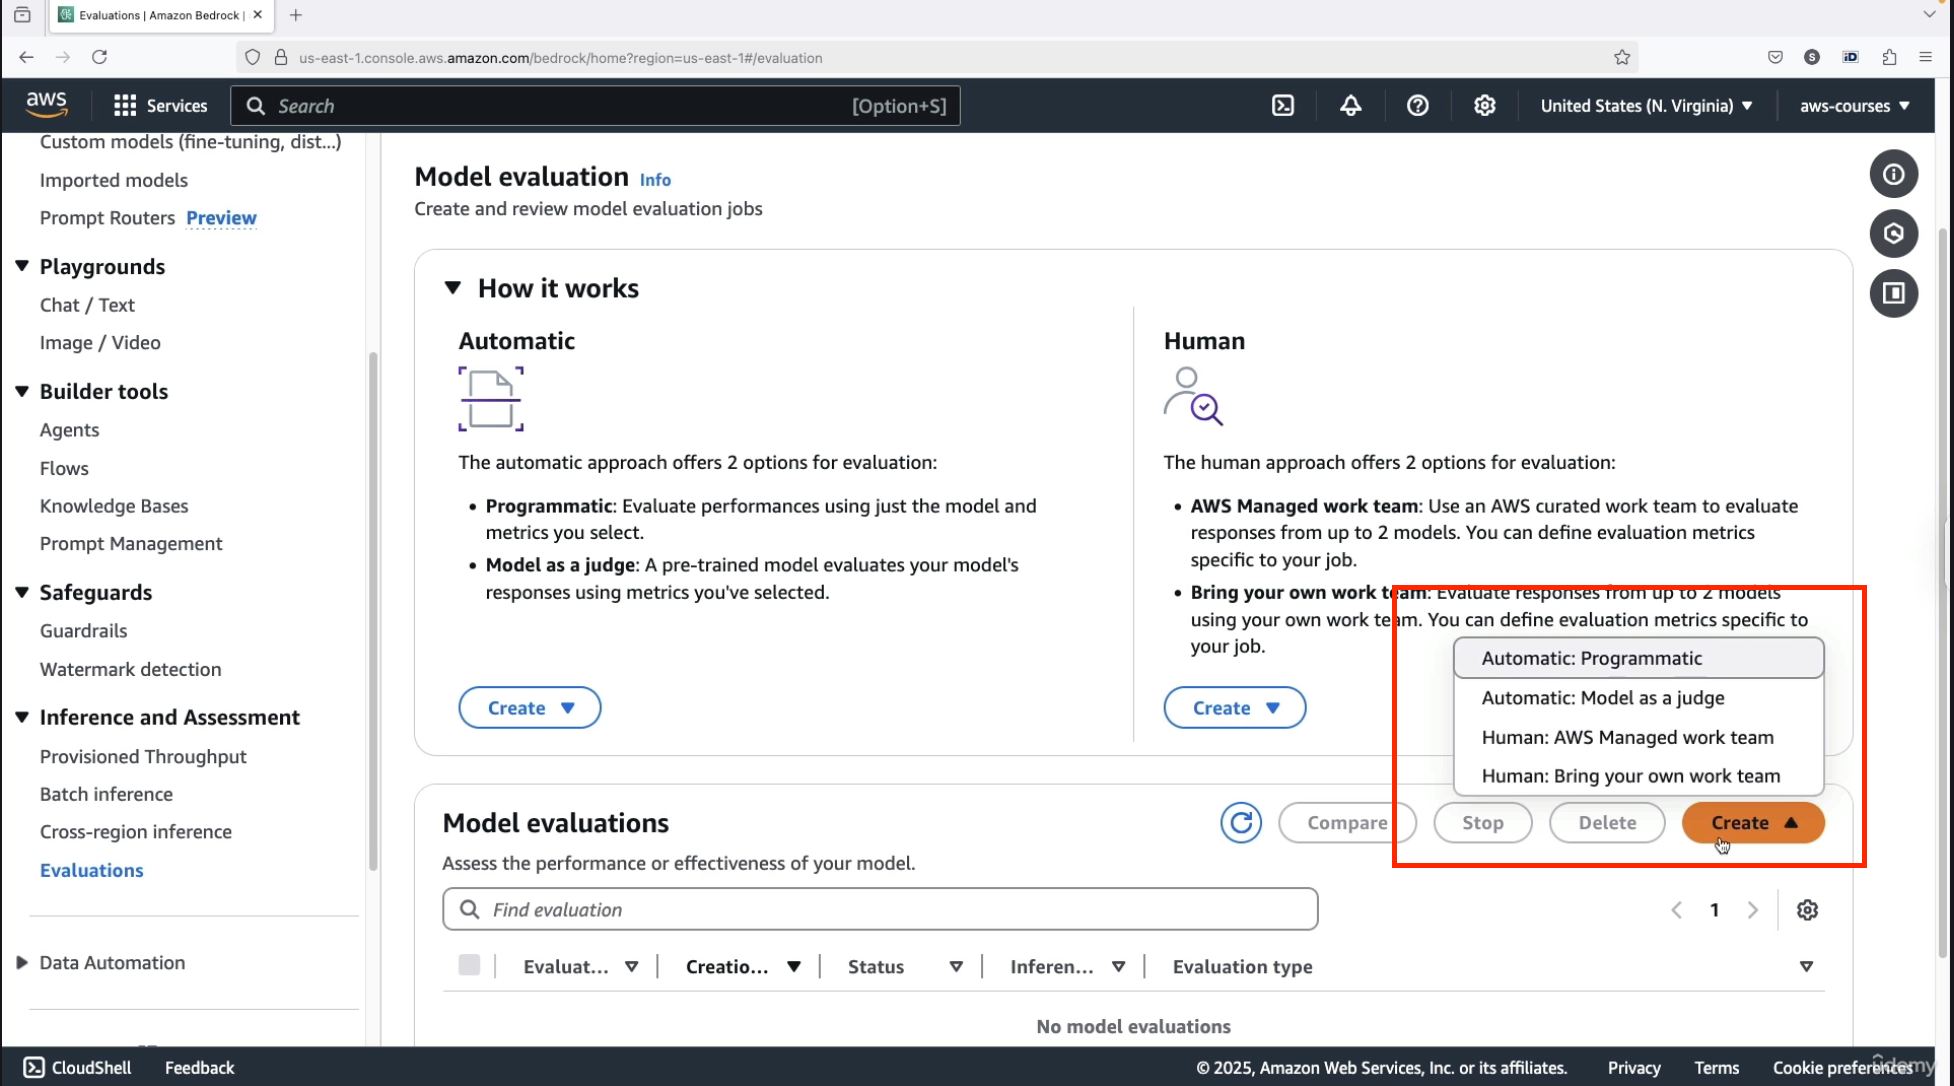 Evaluations | Amazon Bedrock |
us-east-1.console.aws.amazon.com/bedrock/home?region=us-east-1#/evaluation
S
iD
aws
Services
Search
[Option+S]
United States (N. Virginia)
aws-courses
Custom models (fine-tuning, dist...)
Imported models
Prompt Routers Preview
Playgrounds
Chat / Text
Image / Video
Builder tools
Agents
Flows
Knowledge Bases
Prompt Management
Safeguards
Guardrails
Watermark detection
Inference and Assessment
Provisioned Throughput
Batch inference
Cross-region inference
Evaluations
Data Automation
Model evaluation Info
Create and review model evaluation jobs
How it works
Automatic
The automatic approach offers 2 options for evaluation:
• Programmatic: Evaluate performances using just the model and
metrics you select.
• Model as a judge: A pre-trained model evaluates your model's
responses using metrics you've selected.
Create
Human
The human approach offers 2 options for evaluation:
• AWS Managed work team: Use an AWS curated work team to evaluate
responses from up to 2 models. You can define evaluation metrics
specific to your job.
• Bring your own work team: Evaluate responses from up to 2 models
using your own work team. You can define evaluation metrics specific to
your job.
Create
Automatic: Programmatic
Automatic: Model as a judge
Human: AWS Managed work team
Human: Bring your own work team
Model evaluations
Compare
Stop
Delete
Create
Assess the performance or effectiveness of your model.
Find evaluation
1
Evaluat...
Creatio...
Status
Inferen...
Evaluation type
No model evaluations
CloudShell
Feedback
© 2025, Amazon Web Services, Inc. or its affiliates.
Privacy
Terms
Cookie preferences
udemy